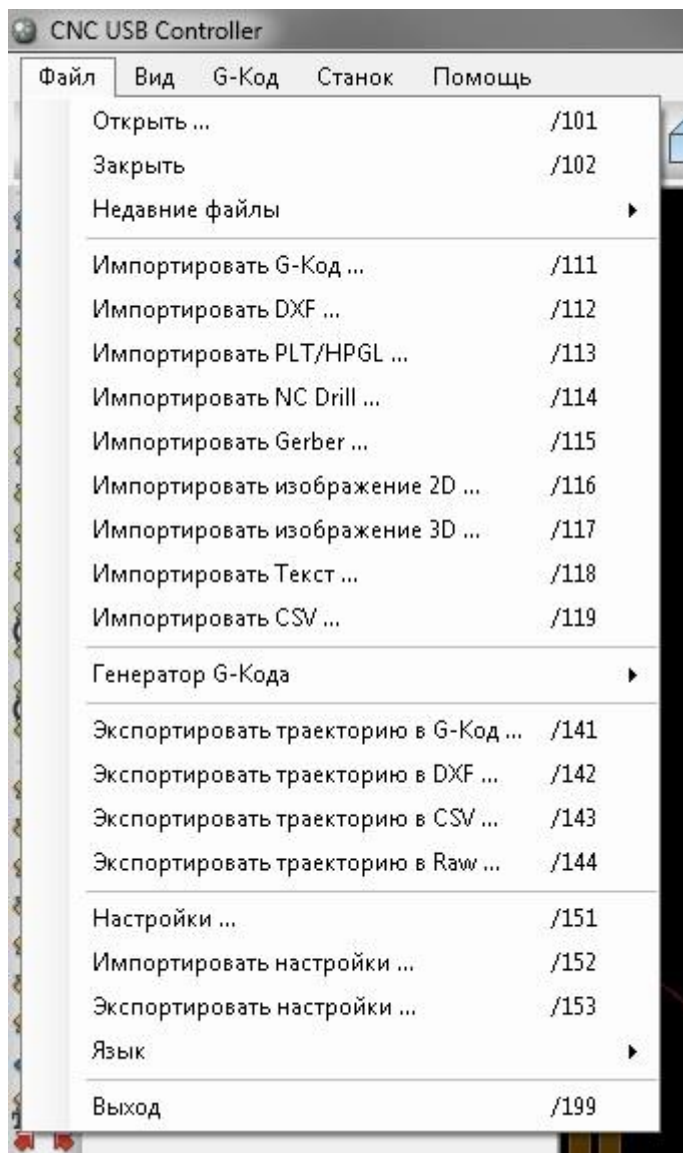 CNC USB Controller
Файл Вид G-Код Станок Помощь
Открыть ... /101
Закрыть /102
Недавние файлы
Импортировать G-Код ... /111
Импортировать DXF ... /112
Импортировать PLT/HPGL ... /113
Импортировать NC Drill ... /114
Импортировать Gerber ... /115
Импортировать изображение 2D ... /116
Импортировать изображение 3D ... /117
Импортировать Текст ... /118
Импортировать CSV ... /119
Генератор G-Кода
Экспортировать траекторию в G-Код ... /141
Экспортировать траекторию в DXF ... /142
Экспортировать траекторию в CSV ... /143
Экспортировать траекторию в Raw ... /144
Настройки ... /151
Импортировать настройки ... /152
Экспортировать настройки ... /153
Язык
Выход /199